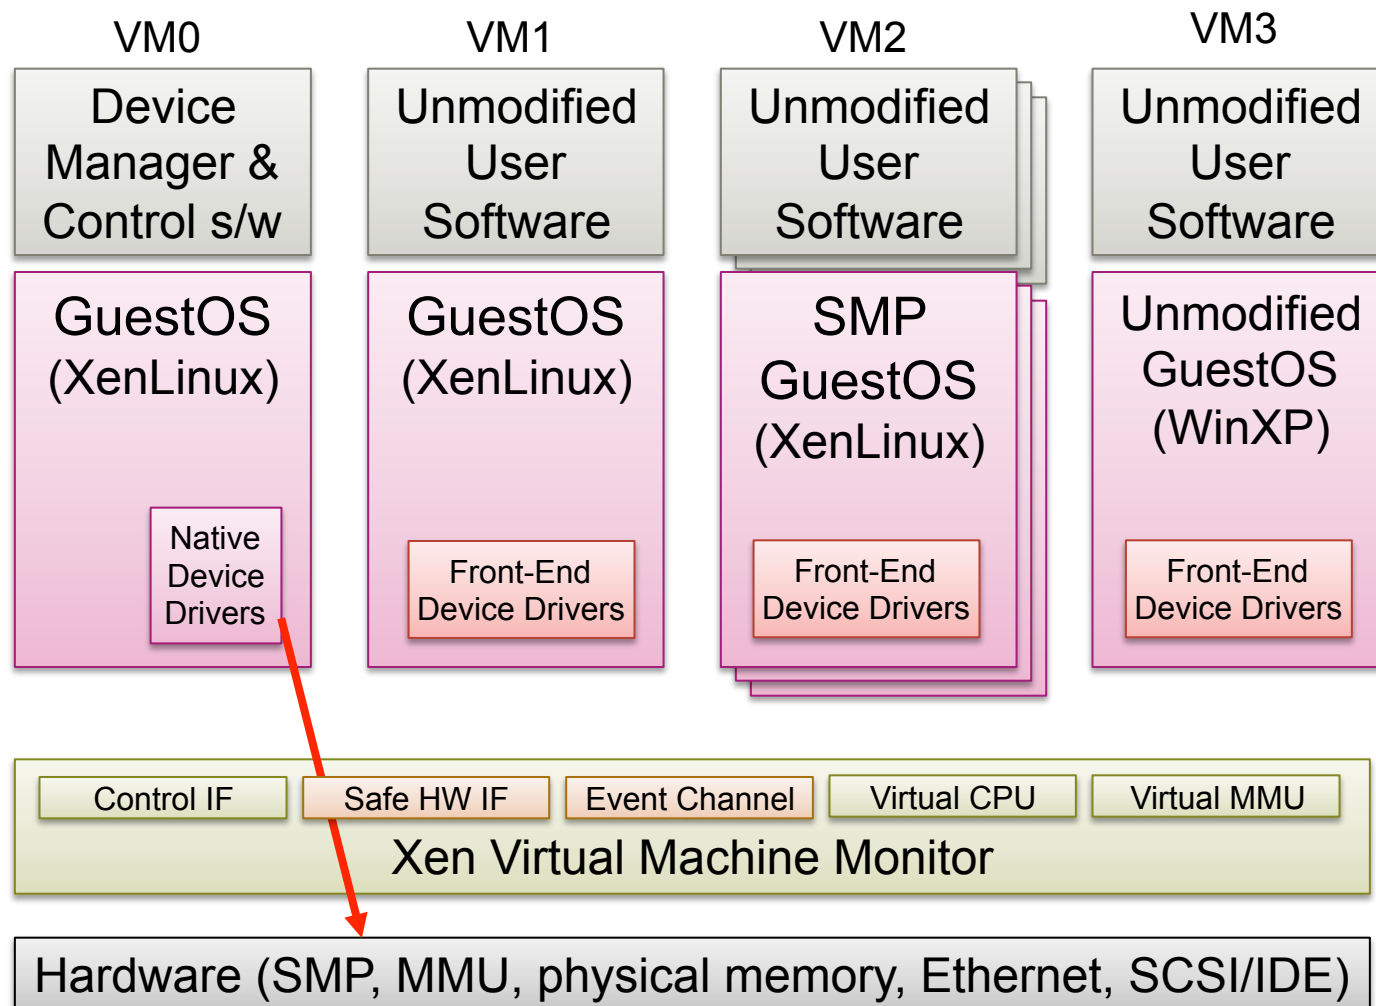 VM0
VM1
VM2
VM3
Device
Manager &
Control s/w
Unmodified
User
Software
Unmodified
User
Software
Unmodified
User
Software
GuestOS
(XenLinux)
GuestOS
(XenLinux)
SMP
GuestOS
(XenLinux)
Unmodified
GuestOS
(WinXP)
Native
Device
Drivers
Front-End
Device Drivers
Front-End
Device Drivers
Front-End
Device Drivers
Control IF
Safe HW IF
Event Channel
Virtual CPU
Virtual MMU
Xen Virtual Machine Monitor
Hardware (SMP, MMU, physical memory, Ethernet, SCSI/IDE)